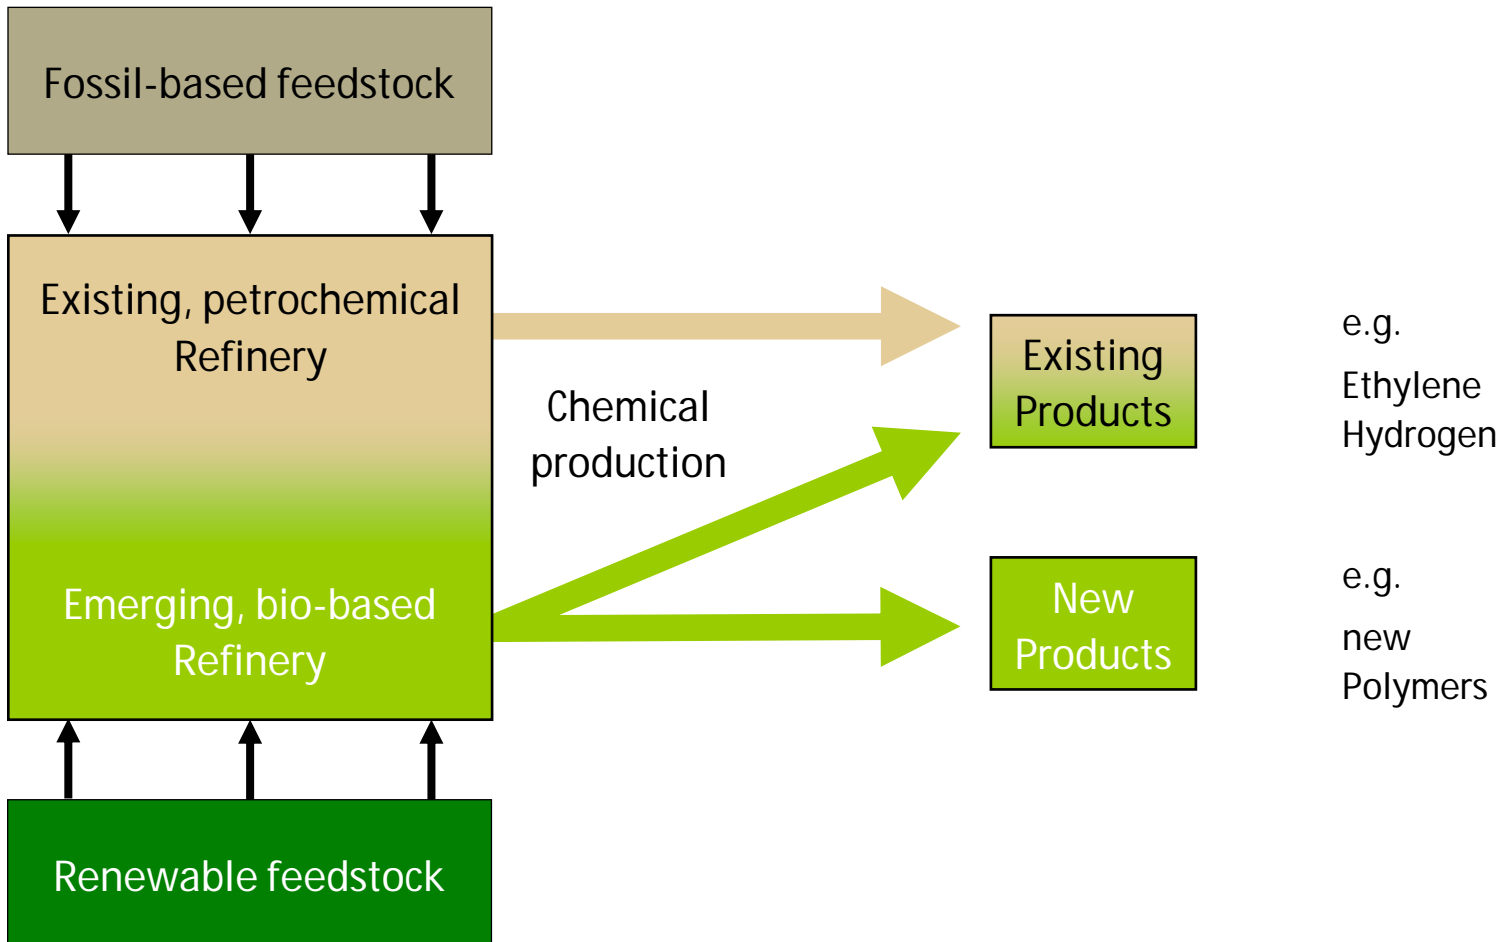 Fossil-based feedstock
Existing, petrochemical
Refinery
Chemical
production
Emerging, bio-based
Refinery
Renewable feedstock
Existing
Products
e.g.
Ethylene
Hydrogen
New
Products
e.g.
new
Polymers